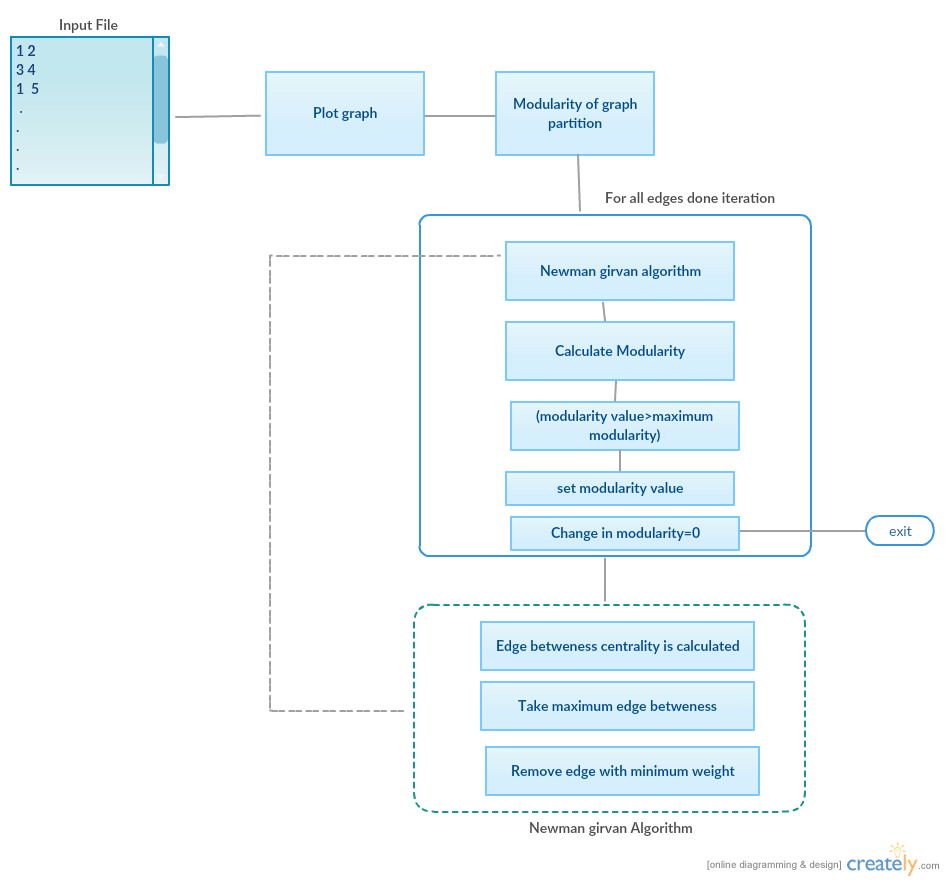 Input File
1 2
3 4
1 5
.
.
.
.
Plot graph
Modularity of graph
partition
For all edges done iteration
Newman girvan algorithm
Calculate Modularity
(modularity value>maximum
modularity)
set modularity value
Change in modularity=0
exit
Edge betweness centrality is calculated
Take maximum edge betweness
Remove edge with minimum weight
Newman girvan Algorithm
[online diagramming & design] creately.com